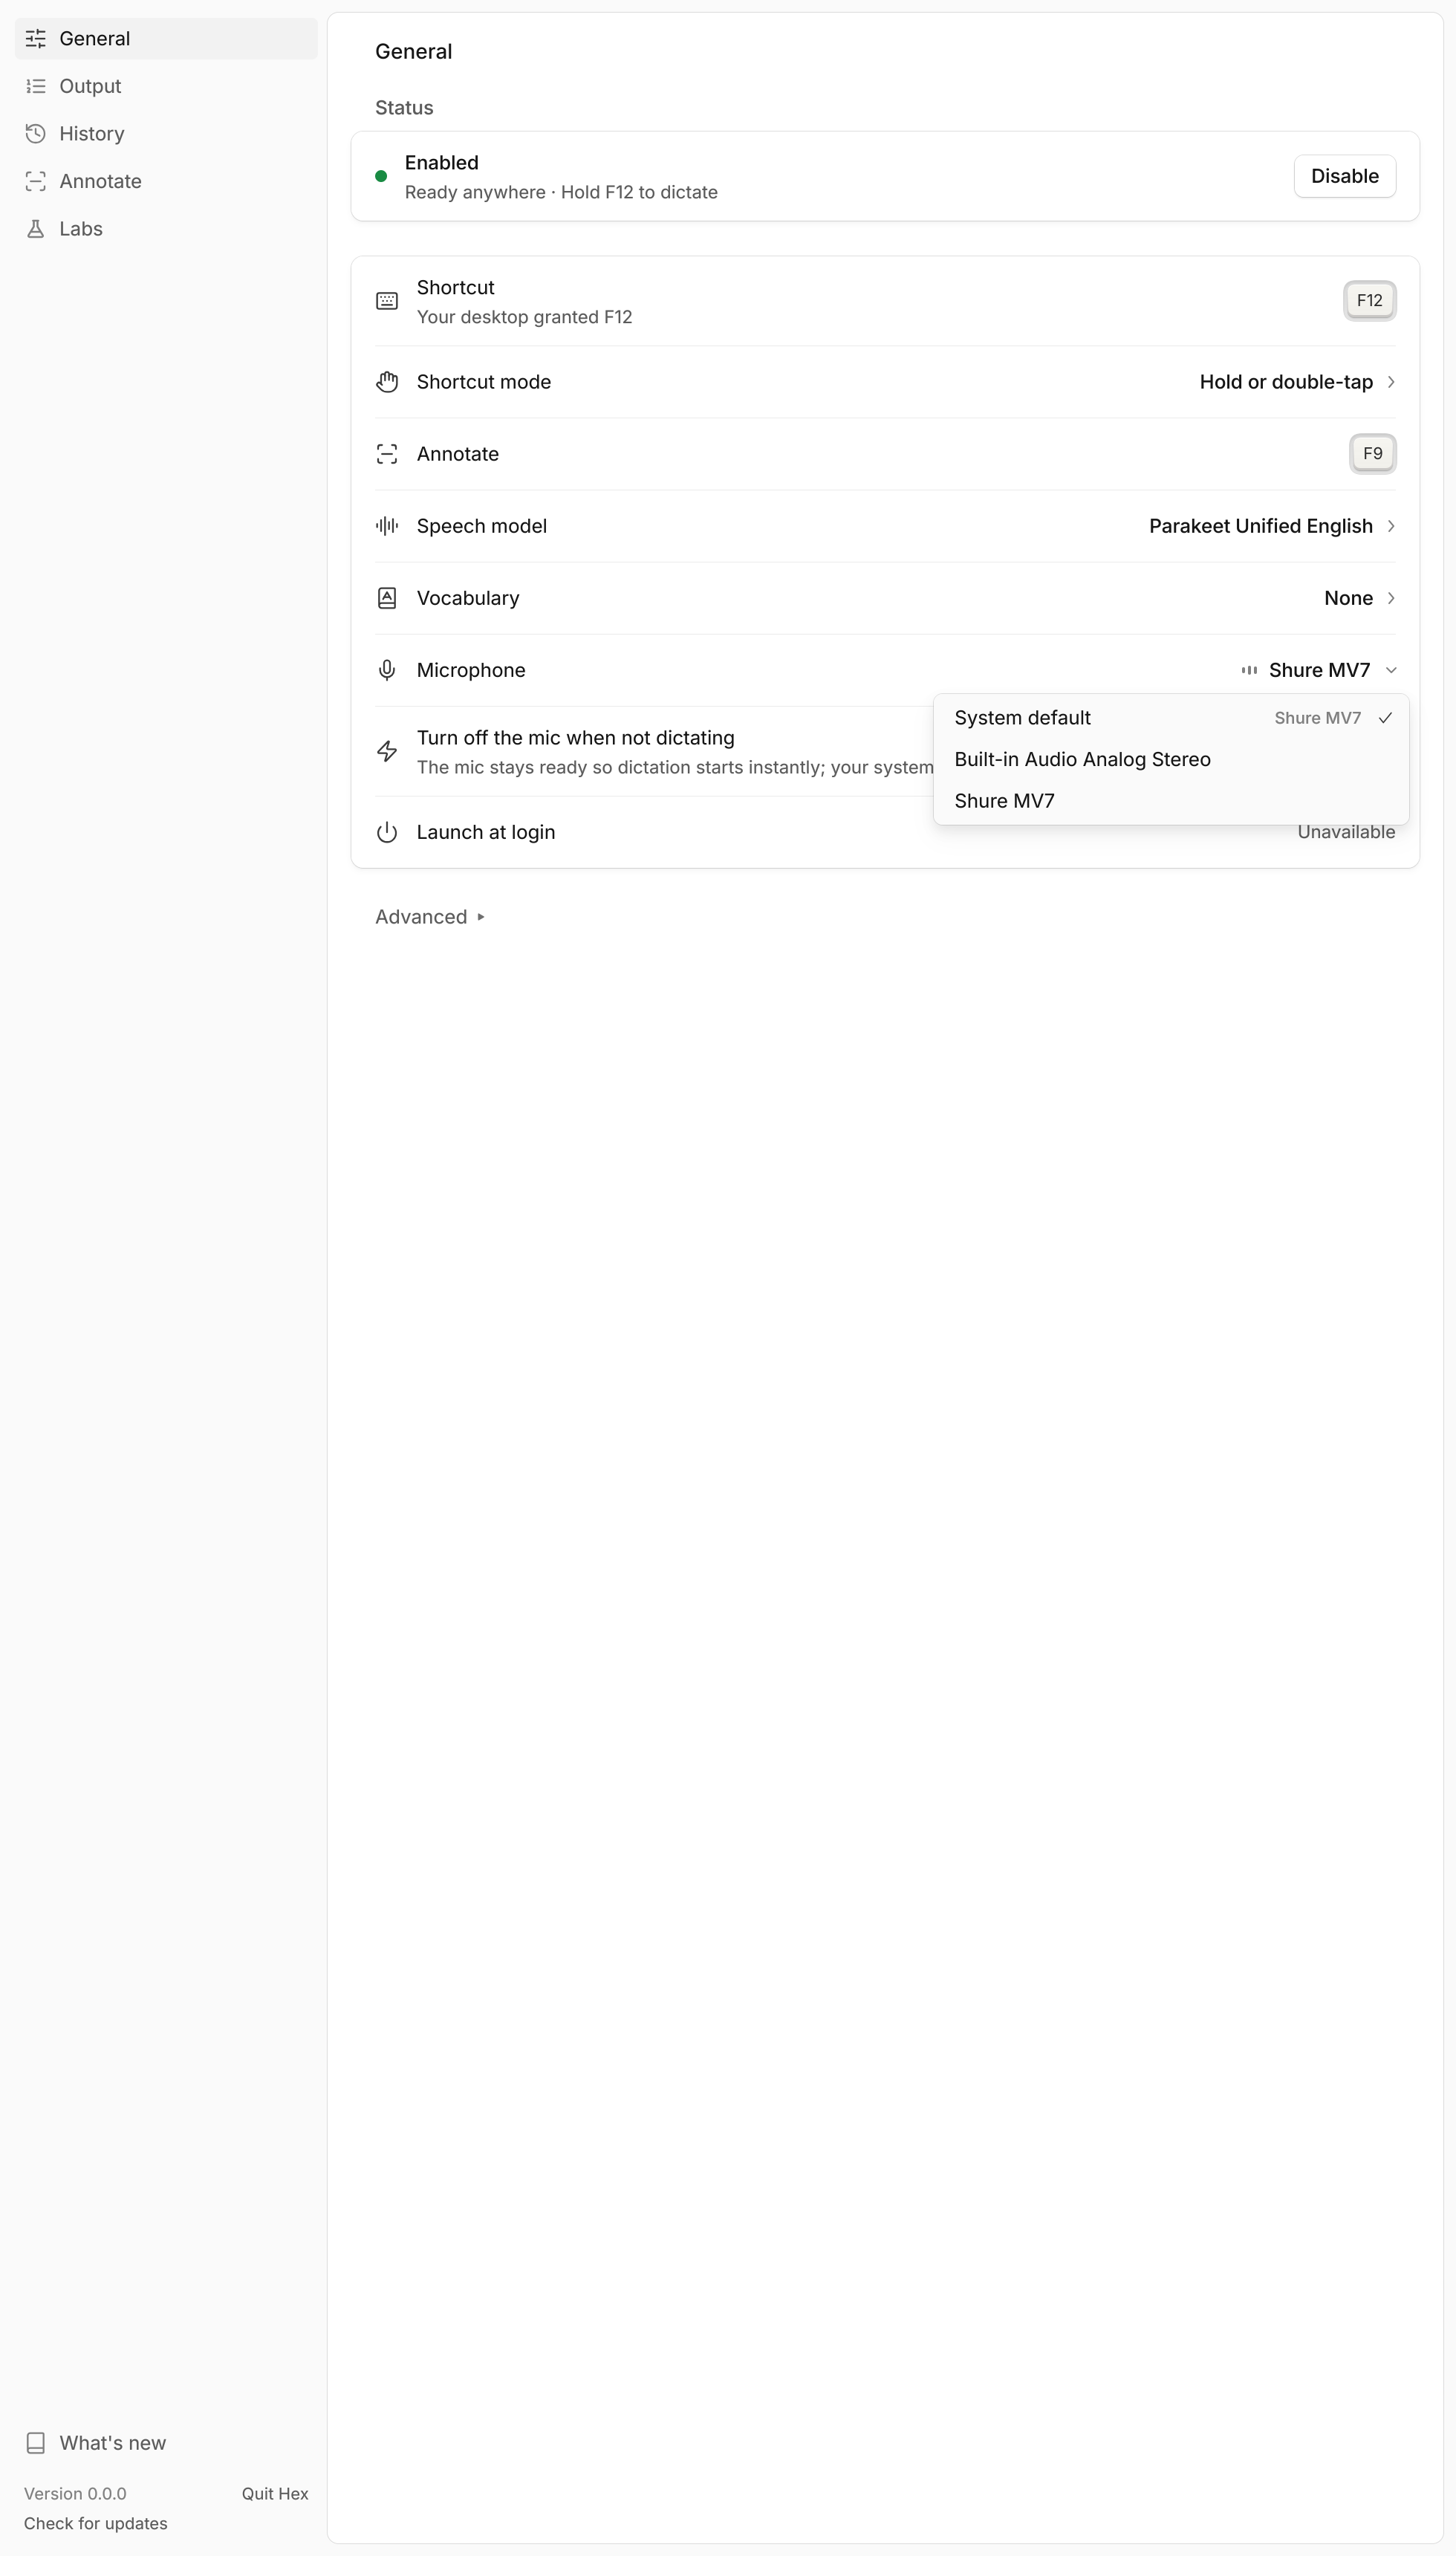 General
Output
History
Annotate
Labs
General
Status
Enabled
Ready anywhere · Hold F12 to dictate
Disable
Shortcut
Your desktop granted F12
F12
Shortcut mode
Hold or double-tap
Annotate
F9
Speech model
Parakeet Unified English
Vocabulary
None
Microphone
Shure MV7
System default
Shure MV7
Built-in Audio Analog Stereo
Shure MV7
Turn off the mic when not dictating
The mic stays ready so dictation starts instantly; your system
Launch at login
Unavailable
Advanced
What's new
Version 0.0.0
Quit Hex
Check for updates